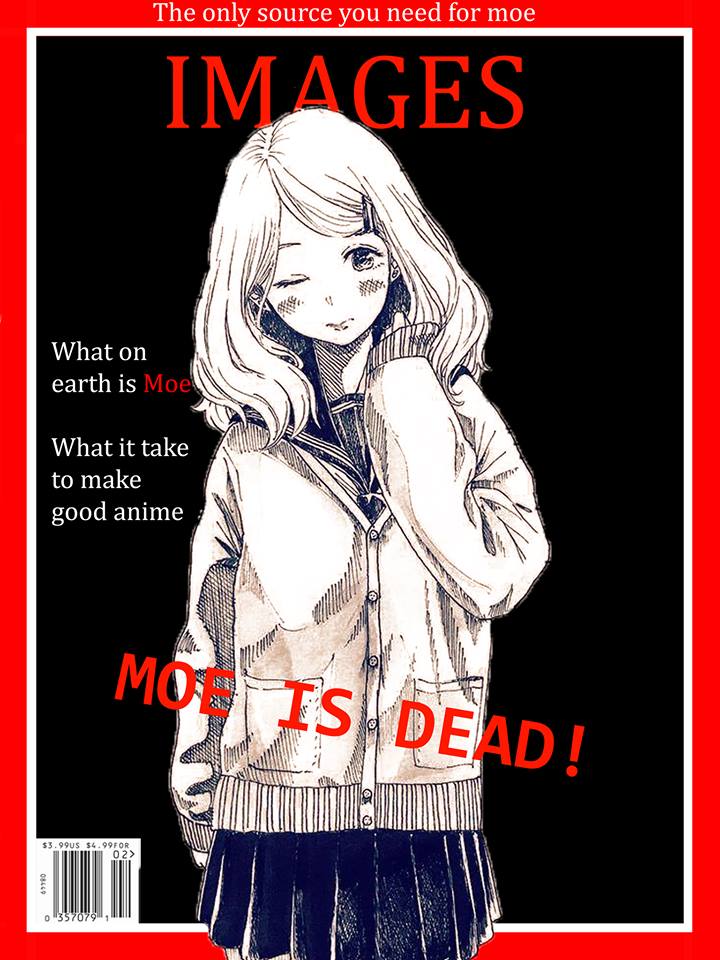 The only source you need for moe
IMAGES
What on
earth is Moe
What it take
to make
good anime
MOE IS DEAD!
$3.99US $4.99FOR
02>
0 357079 1